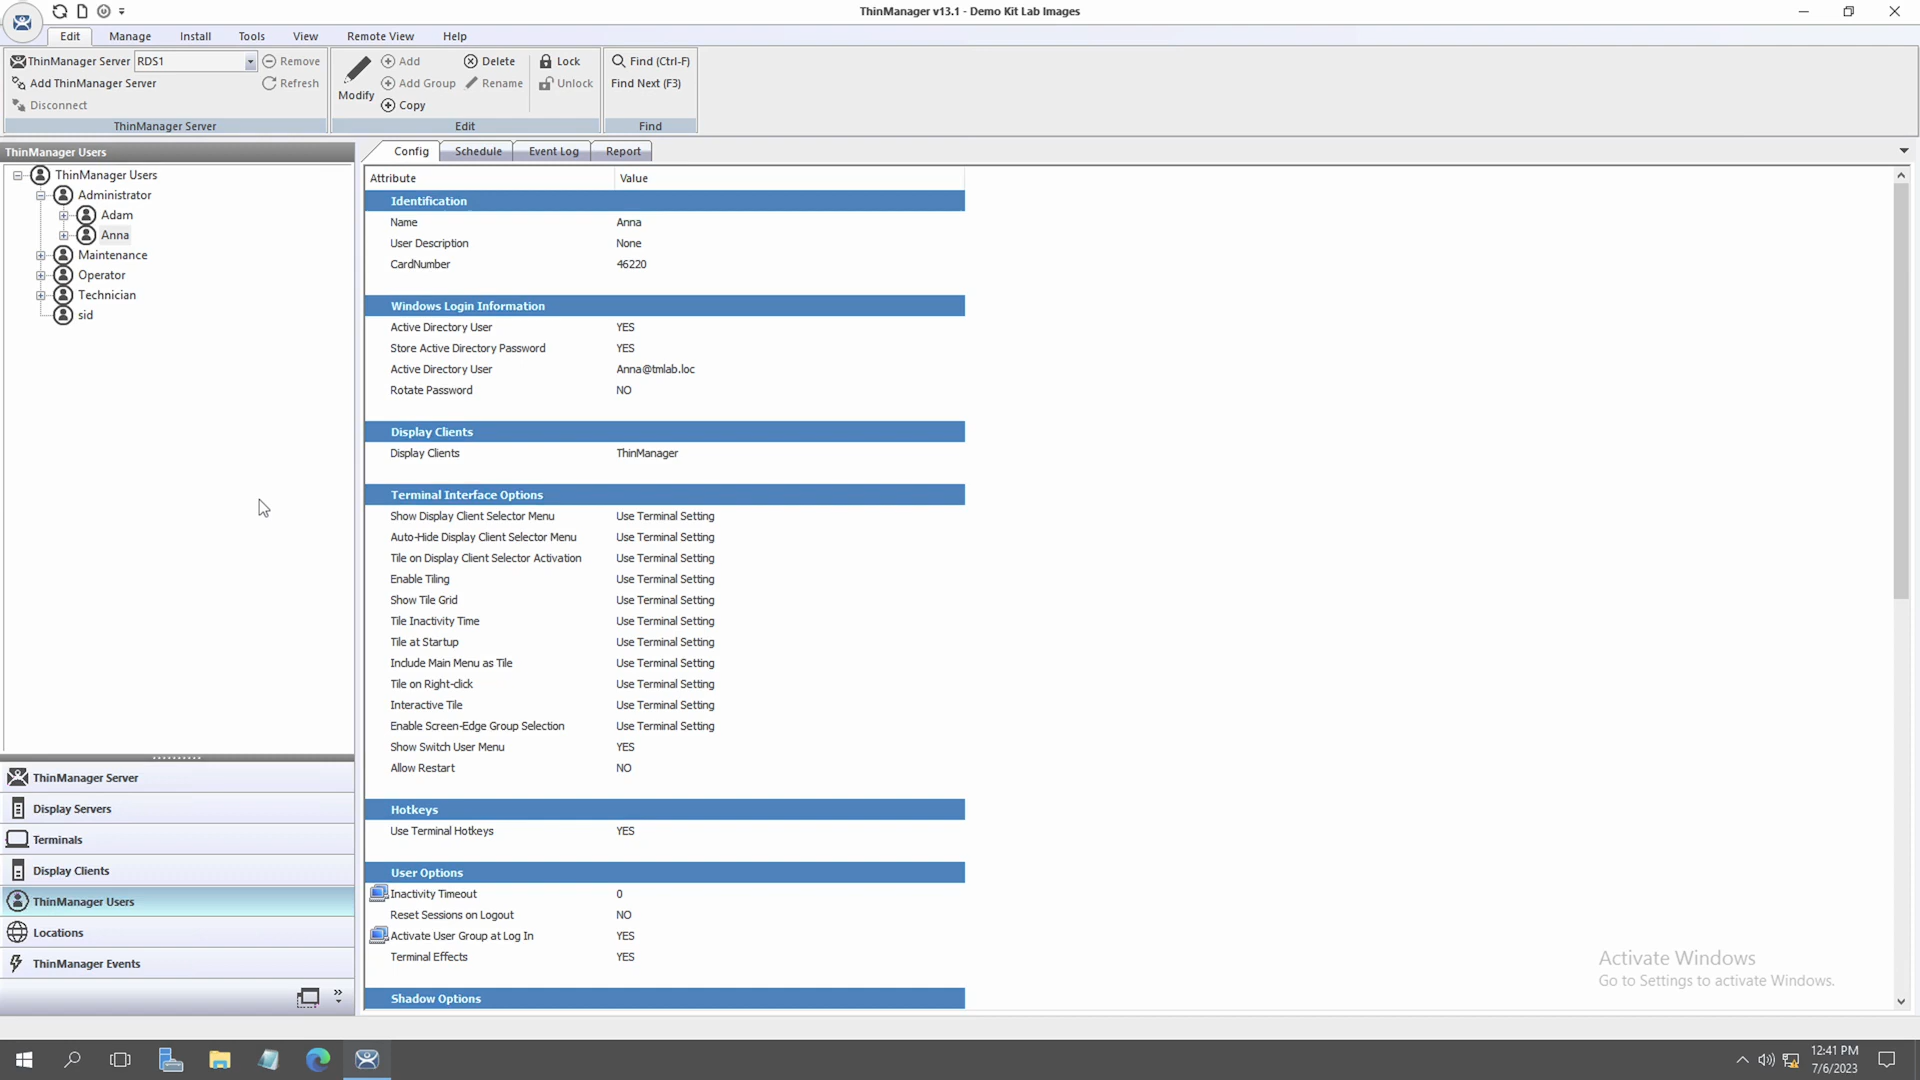 ThinManager v13.1 - Demo Kit Lab Images
Edit Manage Install Tools View Remote View Help
ThinManager Server RDS1 Remove
Add ThinManager Server Refresh
Disconnect
ThinManager Server
Modify
Add Delete
Add Group Rename
Copy
Lock
Unlock
Edit
Find (Ctrl-F)
Find Next (F3)
Find
ThinManager Users
ThinManager Users
Administrator
Adam
Anna
Maintenance
Operator
Technician
sid
ThinManager Server
Display Servers
Terminals
Display Clients
ThinManager Users
Locations
ThinManager Events
Config Schedule Event Log Report
Attribute Value
Identification
Name Anna
User Description None
CardNumber 46220
Windows Login Information
Active Directory User YES
Store Active Directory Password YES
Active Directory User Anna@tmlab.loc
Rotate Password NO
Display Clients
Display Clients ThinManager
Terminal Interface Options
Show Display Client Selector Menu Use Terminal Setting
Auto-Hide Display Client Selector Menu Use Terminal Setting
Tile on Display Client Selector Activation Use Terminal Setting
Enable Tiling Use Terminal Setting
Show Tile Grid Use Terminal Setting
Tile Inactivity Time Use Terminal Setting
Tile at Startup Use Terminal Setting
Include Main Menu as Tile Use Terminal Setting
Tile on Right-click Use Terminal Setting
Interactive Tile Use Terminal Setting
Enable Screen-Edge Group Selection Use Terminal Setting
Show Switch User Menu YES
Allow Restart NO
Hotkeys
Use Terminal Hotkeys YES
User Options
Inactivity Timeout 0
Reset Sessions on Logout NO
Activate User Group at Log In YES
Terminal Effects YES
Shadow Options
Activate Windows
Go to Settings to activate Windows.
12:41 PM
7/6/2023